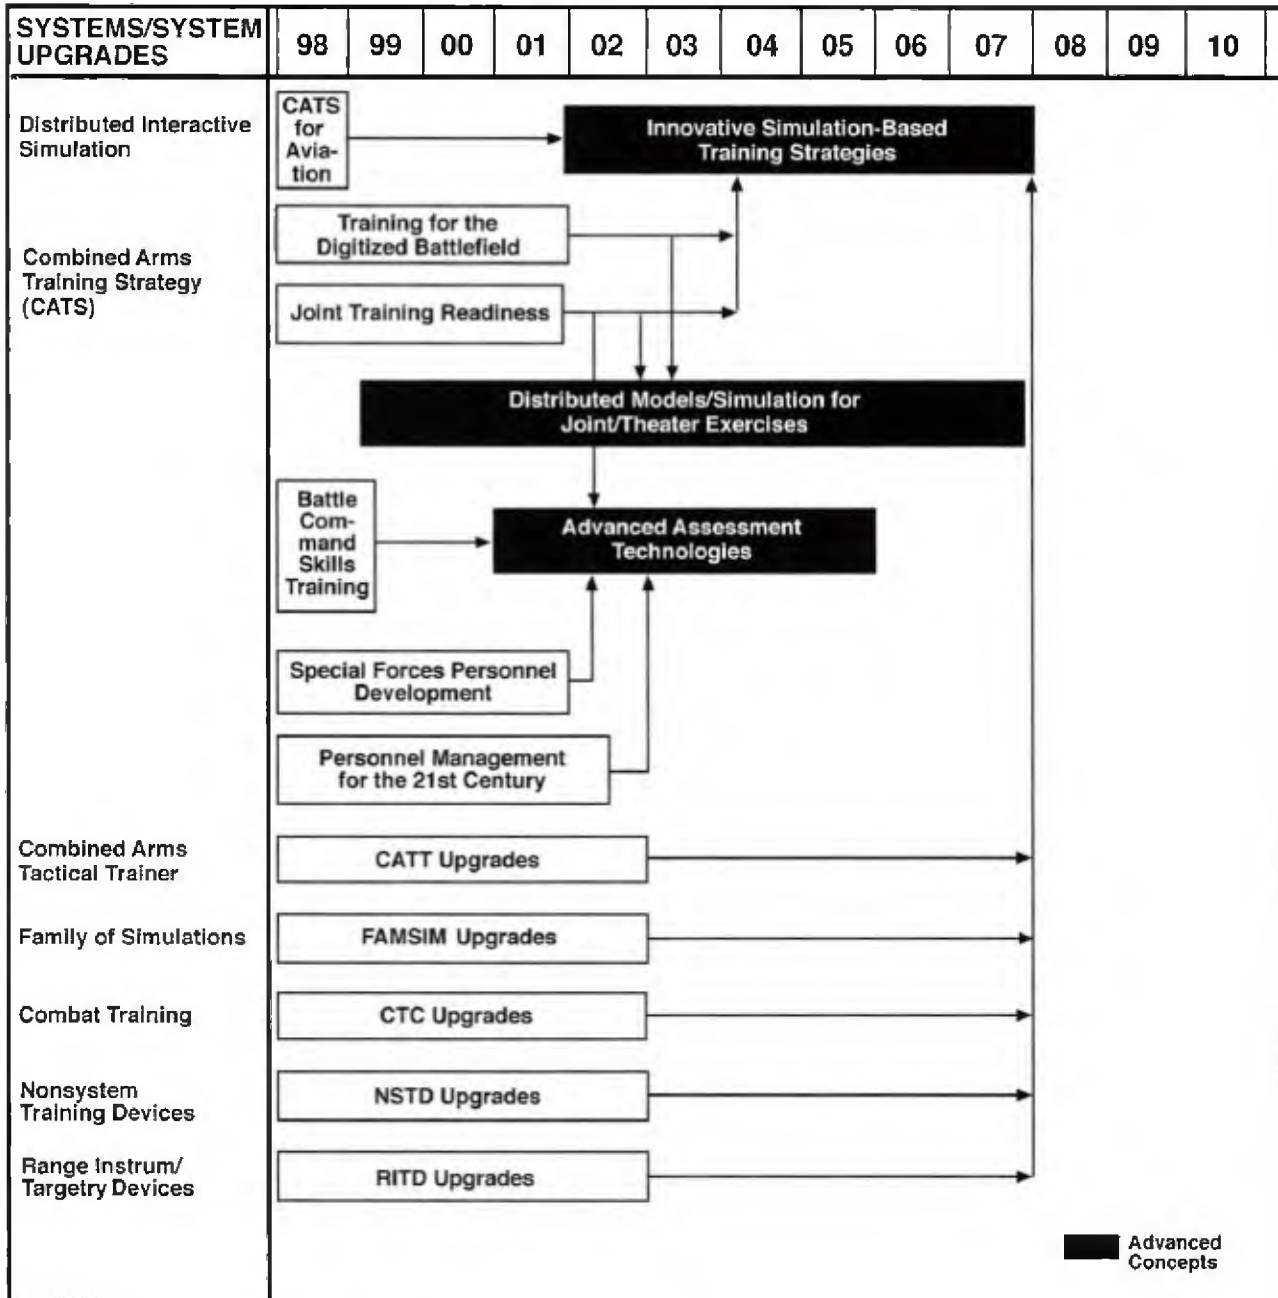 SYSTEMS/SYSTEM
UPGRADES
98 99 00 01 02 03 04 05 06 07 08 09 10
Distributed Interactive
Simulation
CATS
for
Avia-
tion
Innovative Simulation-Based
Training Strategies
Combined Arms
Training Strategy
(CATS)
Training for the
Digitized Battlefield
Joint Training Readiness
Distributed Models/Simulation for
Joint/Theater Exercises
Battle
Com-
mand
Skills
Training
Advanced Assessment
Technologies
Special Forces Personnel
Development
Personnel Management
for the 21st Century
Combined Arms
Tactical Trainer
CATT Upgrades
Family of Simulations
FAMSIM Upgrades
Combat Training
CTC Upgrades
Nonsystem
Training Devices
NSTD Upgrades
Range Instrum/
Targetry Devices
RITD Upgrades
Advanced
Concepts